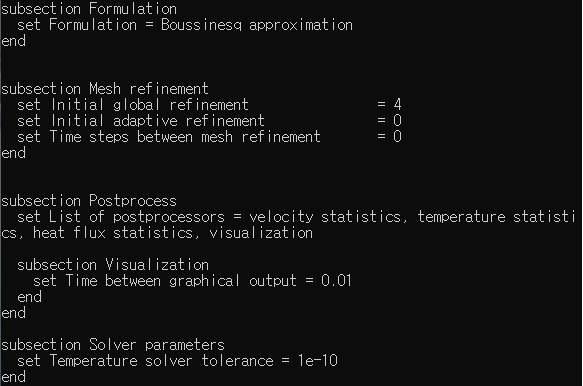 subsection Formulation
  set Formulation = Boussinesq approximation
end

subsection Mesh refinement
  set Initial global refinement                = 4
  set Initial adaptive refinement              = 0
  set Time steps between mesh refinement       = 0
end

subsection Postprocess
  set List of postprocessors = velocity statistics, temperature statisti
cs, heat flux statistics, visualization

  subsection Visualization
    set Time between graphical output = 0.01
  end
end

subsection Solver parameters
  set Temperature solver tolerance = 1e-10
end